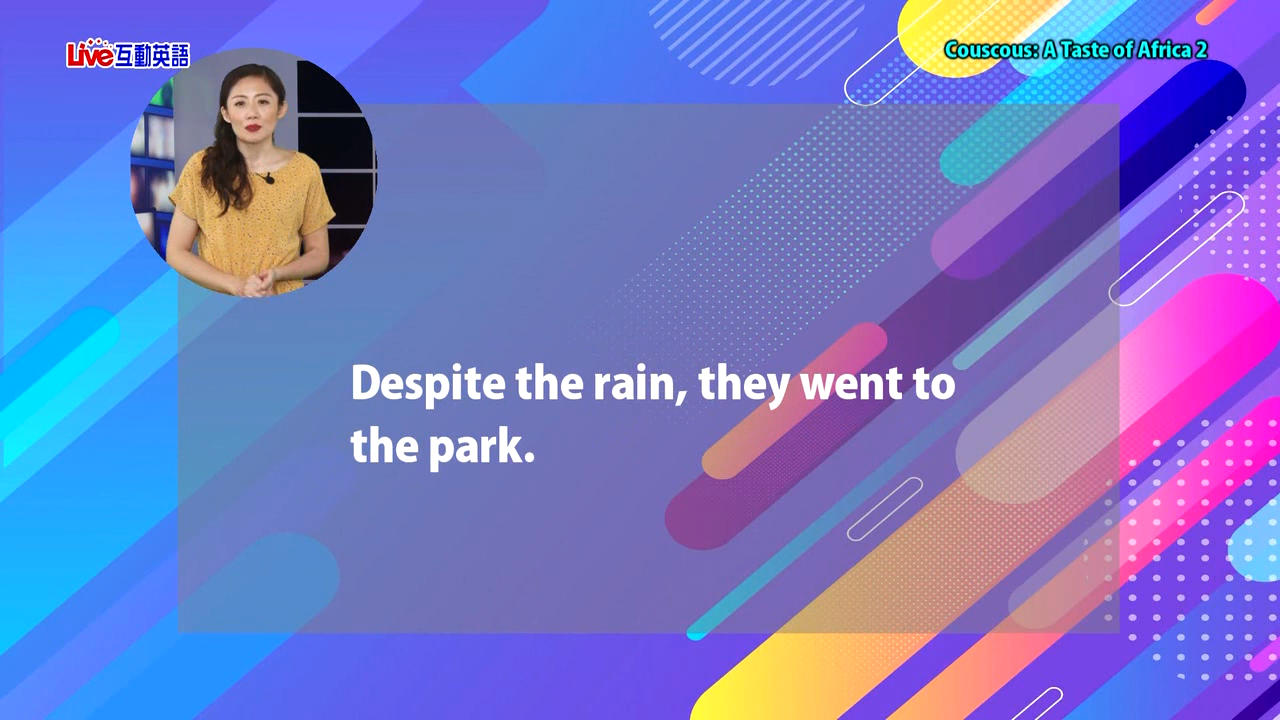 Live互動英語
Couscous: A Taste of Africa 2
Despite the rain, they went to
the park.